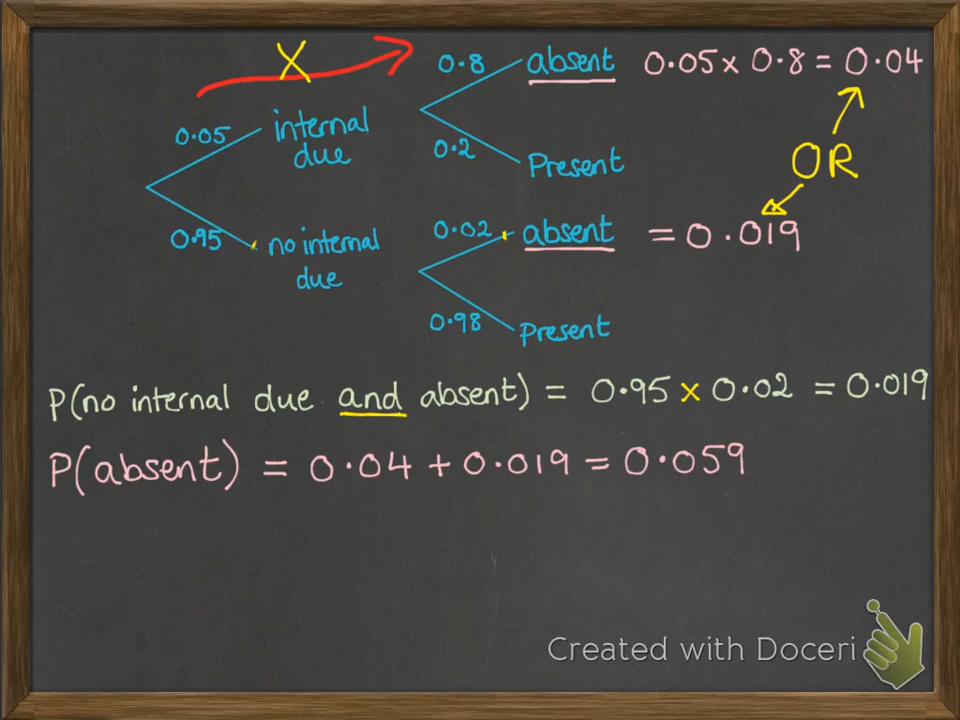 X
0.8 absent 0.05 x 0.8 = 0.04
0.05 internal due
0.2 Present
OR
0.95 no internal due
0.02 absent = 0.019
0.98 Present
P(no internal due and absent) = 0.95 x 0.02 = 0.019
P(absent) = 0.04 + 0.019 = 0.059
Created with Doceri